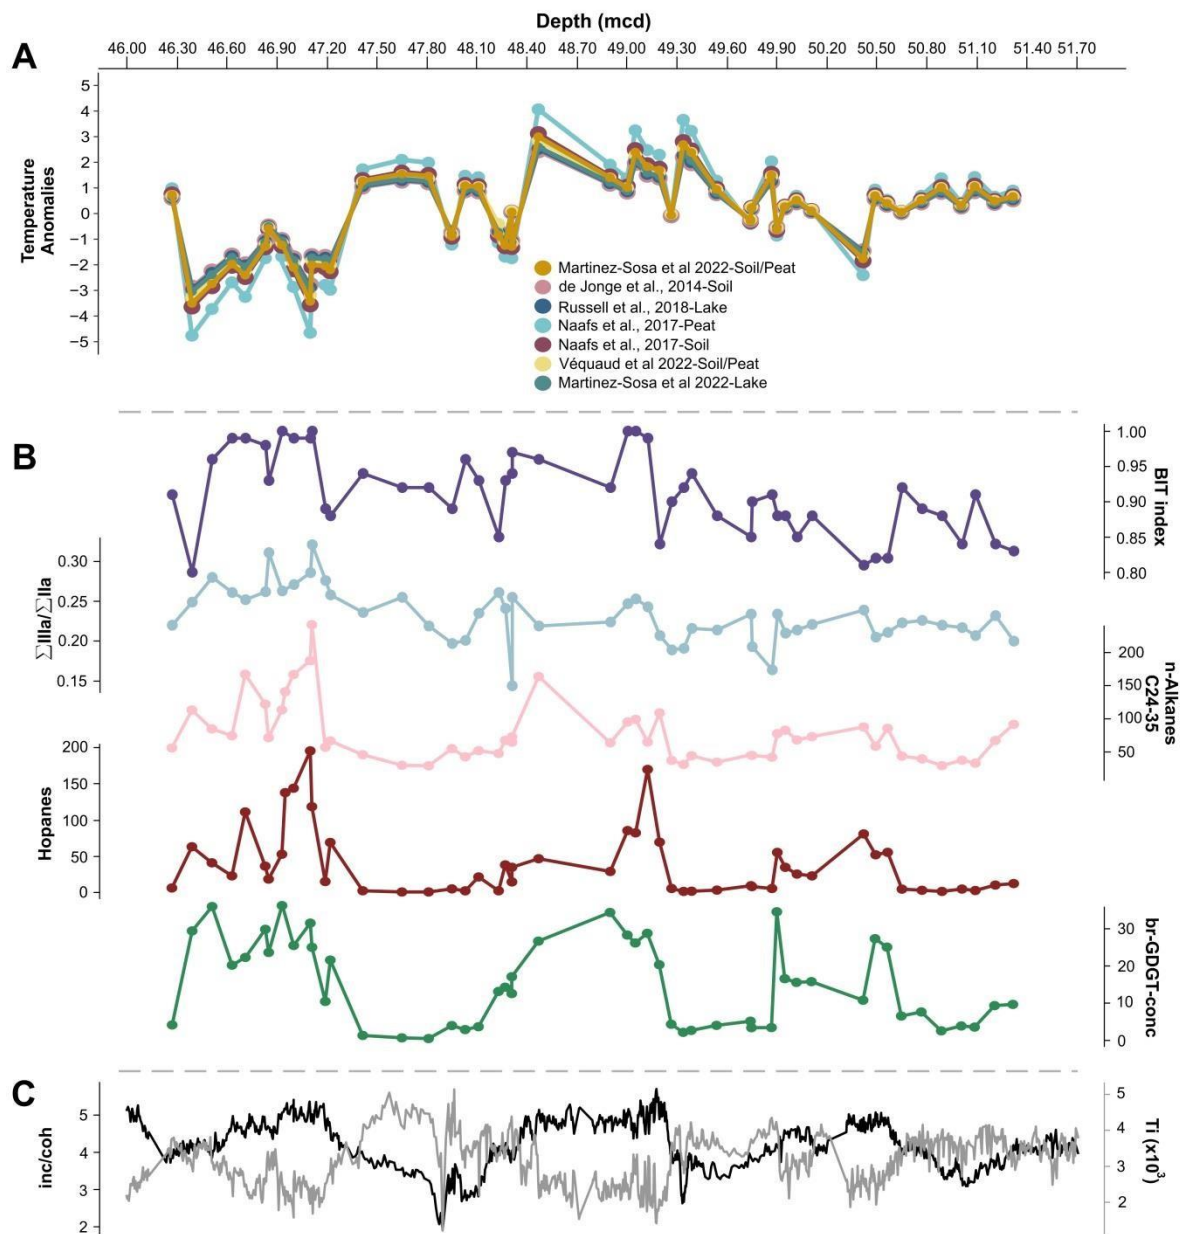 Depth (mcd)
46.00 46.30 46.60 46.90 47.20 47.50 47.80 48.10 48.40 48.70 49.00 49.30 49.60 49.90 50.20 50.50 50.80 51.10 51.40 51.70
A
Temperature
Anomalies
5
4
3
2
1
0
−1
−2
−3
−4
−5
Martinez-Sosa et al 2022-Soil/Peat
de Jonge et al., 2014-Soil
Russell et al., 2018-Lake
Naafs et al., 2017-Peat
Naafs et al., 2017-Soil
Véquaud et al 2022-Soil/Peat
Martinez-Sosa et al 2022-Lake
B
1.00
0.95
0.90
0.85
0.80
BIT index
∑IIIa/∑IIa
0.30
0.25
0.20
0.15
200
150
100
50
n-Alkanes
C24-35
Hopanes
200
150
100
50
0
30
20
10
0
br-GDGT-conc
C
inc/coh
5
4
3
2
5
4
3
2
Ti (x10³)